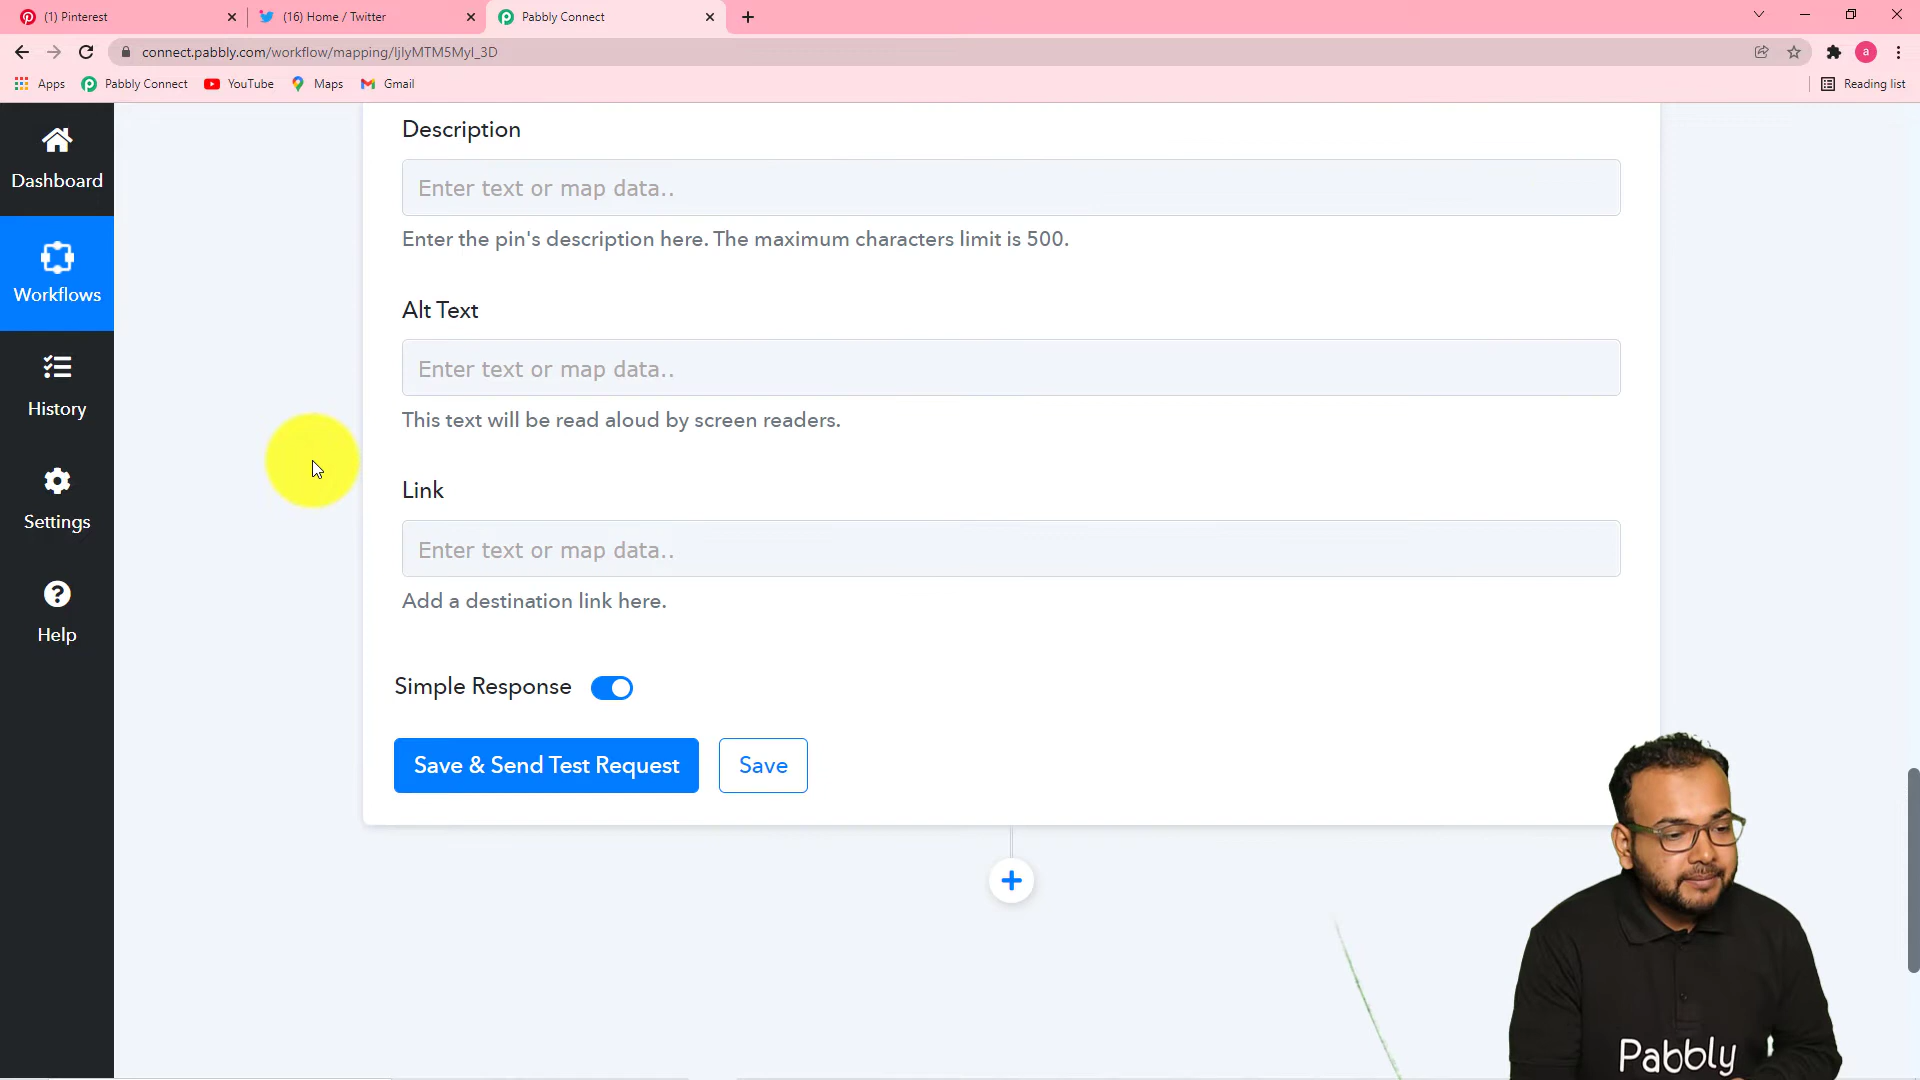 (1) Pinterest
(16) Home / Twitter
Pabbly Connect
connect.pabbly.com/workflow/mapping/IjIyMTM5MyI_3D
a
Apps
Pabbly Connect
YouTube
Maps
Gmail
Reading list
Dashboard
Workflows
History
Settings
Help
Description
Enter text or map data..
Enter the pin's description here. The maximum characters limit is 500.
Alt Text
Enter text or map data..
This text will be read aloud by screen readers.
Link
Enter text or map data..
Add a destination link here.
Simple Response
Save & Send Test Request
Save
Pabbly